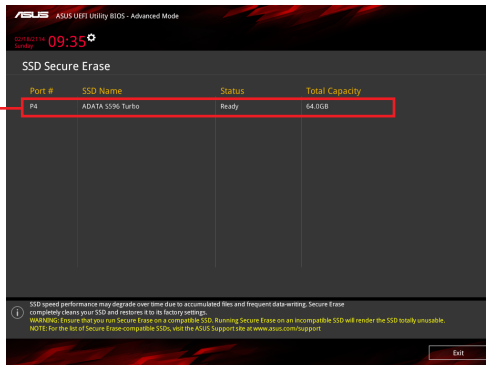 ASUS ASUS UEFI Utility BIOS - Advanced Mode
Sunday 09:35
SSD Secure Erase
Port # SSD Name Status Total Capacity
P4 ADATA S596 Turbo Ready 64.0GB
SSD speed performance may degrade over time due to accumulated files and frequent data-writing. Secure Erase
completely cleans your SSD and restores it to its factory settings.
WARNING: Ensure that you run Secure Erase on a compatible SSD. Running Secure Erase on an incompatible SSD will render the SSD totally unusable.
NOTE: For the list of Secure Erase-compatible SSDs, visit the ASUS Support site at www.asus.com/support
Exit